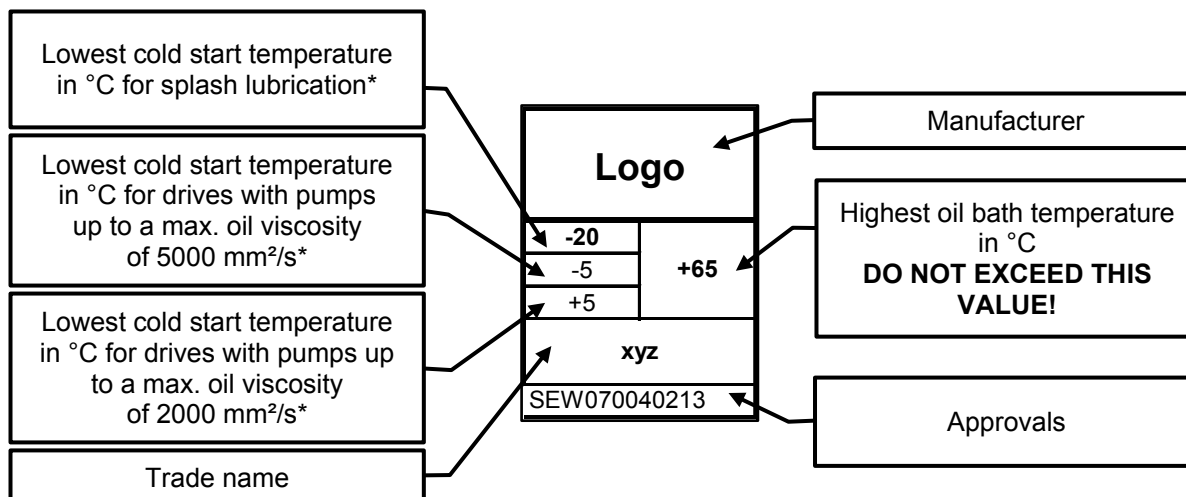 Lowest cold start temperature
in °C for splash lubrication*
Lowest cold start temperature
in °C for drives with pumps
up to a max. oil viscosity
of 5000 mm²/s*
Lowest cold start temperature
in °C for drives with pumps up
to a max. oil viscosity
of 2000 mm²/s*
Trade name
Logo
-20
-5
+5
+65
xyz
SEW070040213
Manufacturer
Highest oil bath temperature
in °C
DO NOT EXCEED THIS
VALUE!
Approvals